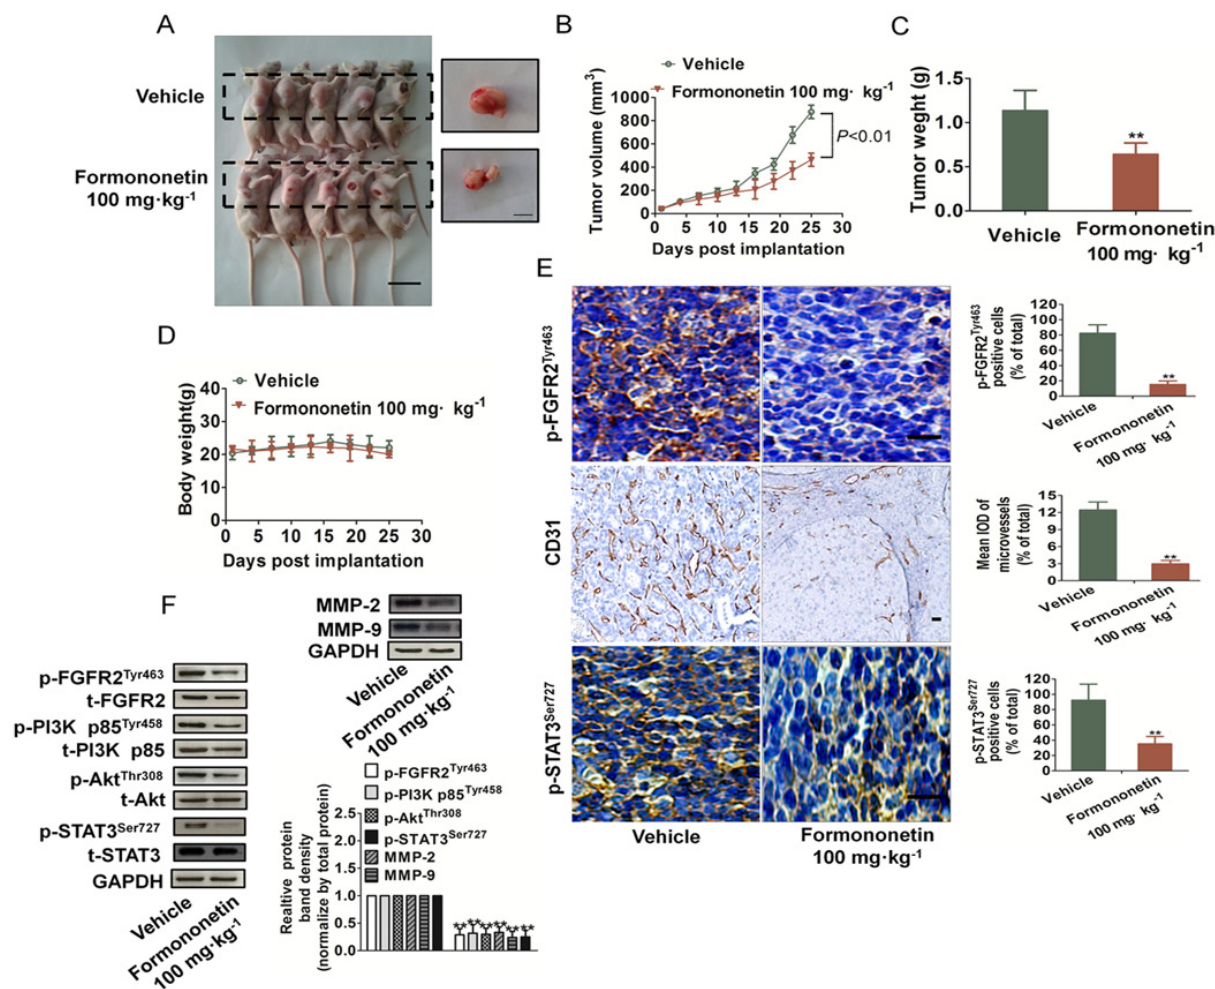 A
Vehicle
Formononetin
100 mg·kg-1
B
Vehicle
Formononetin 100 mg· kg-1
Tumor volume (mm3)
1000
800
600
400
200
0
P<0.01
0 5 10 15 20 25 30
Days post implantation
C
Tumor weght (g)
1.5
1.0
0.5
0.0
**
Vehicle
Formononetin
100 mg· kg-1
D
Vehicle
Formononetin 100 mg· kg-1
Body weight(g)
40
30
20
10
0
0 5 10 15 20 25 30
Days post implantation
E
p-FGFR2Tyr463
CD31
p-STAT3Ser727
Vehicle
Formononetin
100 mg·kg-1
p-FGFR2Tyr463
positive cells
(% of total)
120
100
80
60
40
20
0
**
Vehicle
Formononetin
100 mg· kg-1
Mean IOD of
microvessels
(% of total)
15
12
9
6
3
0
**
Vehicle
Formononetin
100 mg· kg-1
p-STAT3Ser727
positive cells
(% of total)
120
100
80
60
40
20
0
**
Vehicle
Formononetin
100 mg· kg-1
F
MMP-2
MMP-9
GAPDH
Vehicle
Formononetin
100 mg·kg-1
p-FGFR2Tyr463
t-FGFR2
p-PI3K p85Tyr458
t-PI3K p85
p-AktThr308
t-Akt
p-STAT3Ser727
t-STAT3
GAPDH
Vehicle
Formononetin
100 mg·kg-1
p-FGFR2Tyr463
p-PI3K p85Tyr458
p-AktThr308
p-STAT3Ser727
MMP-2
MMP-9
Realtive protein
band density
(normalize by total protein)
2.5
2.0
1.5
1.0
0.5
0.0
** ** ** ** ** **